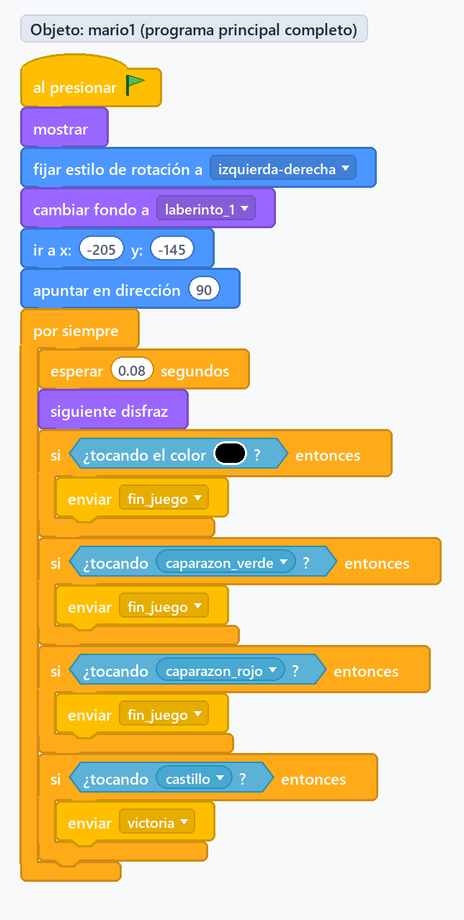 Objeto: mario1 (programa principal completo)
al presionar
mostrar
fijar estilo de rotación a izquierda-derecha
cambiar fondo a laberinto_1
ir a x: -205 y: -145
apuntar en dirección 90
por siempre
esperar 0.08 segundos
siguiente disfraz
si ¿tocando el color ? entonces
enviar fin_juego
si ¿tocando caparazon_verde ? entonces
enviar fin_juego
si ¿tocando caparazon_rojo ? entonces
enviar fin_juego
si ¿tocando castillo ? entonces
enviar victoria